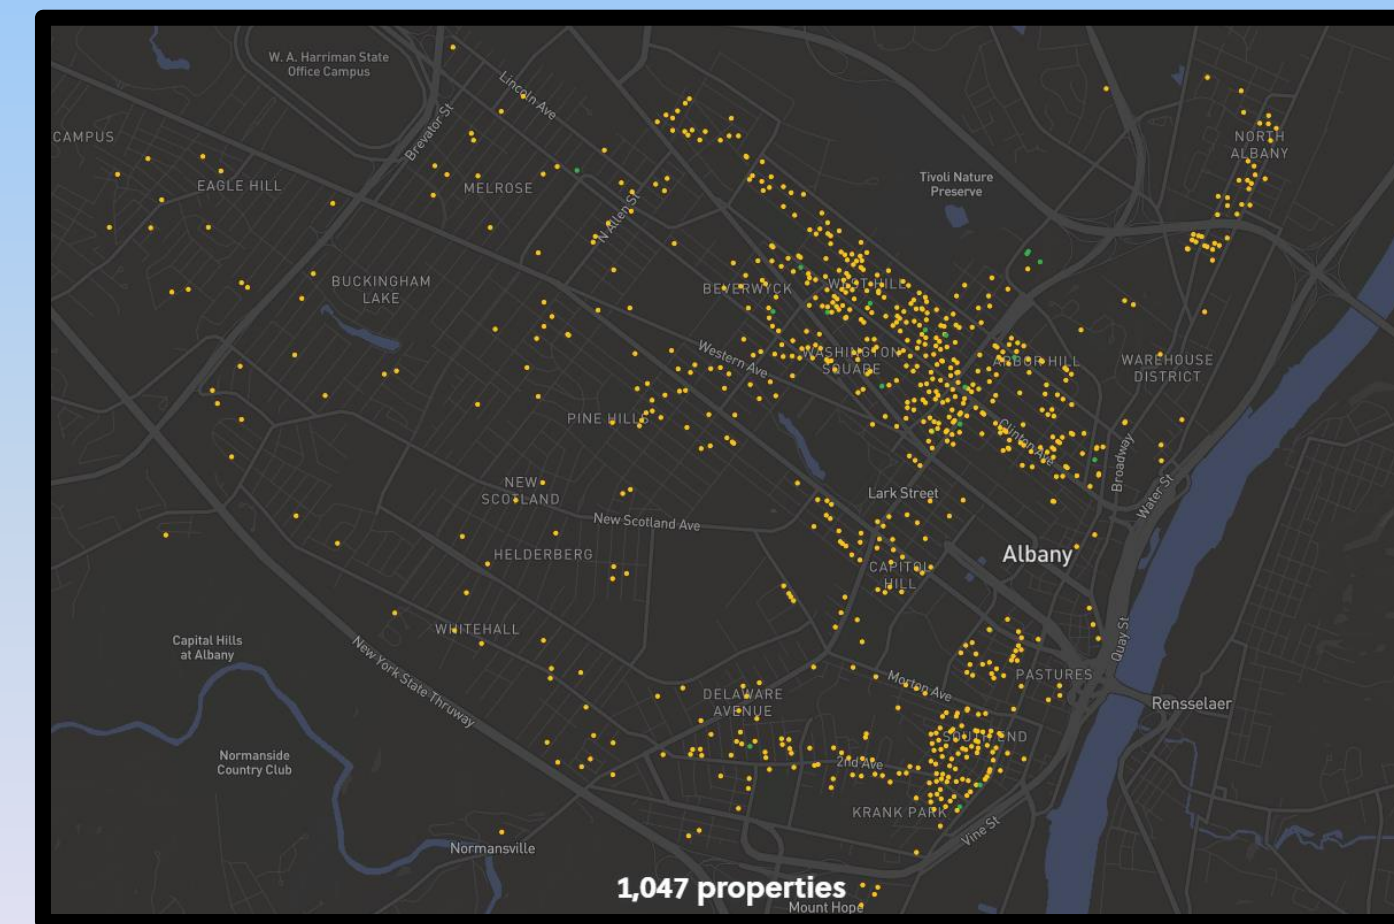 W. A. Harriman State
Office Campus
Lincoln Ave
Brevator St
CAMPUS
NORTH
ALBANY
EAGLE HILL
MELROSE
Tivoli Nature
Preserve
N Allen St
BUCKINGHAM
LAKE
BEVERWYCK
WEST HILL
Western Ave
WASHINGTON
SQUARE
ARBOR HILL
WAREHOUSE
DISTRICT
PINE HILLS
Clinton Ave
Broadway
NEW
SCOTLAND
Lark Street
Water St
New Scotland Ave
HELDERBERG
Albany
CAPITOL
HILL
WHITEHALL
Capital Hills
at Albany
Quay St
New York State Thruway
Morton Ave
PASTURES
DELAWARE
AVENUE
Rensselaer
SOUTH END
Normanside
Country Club
2nd Ave
KRANK PARK
Vine St
Normansville
1,047 properties
Mount Hope